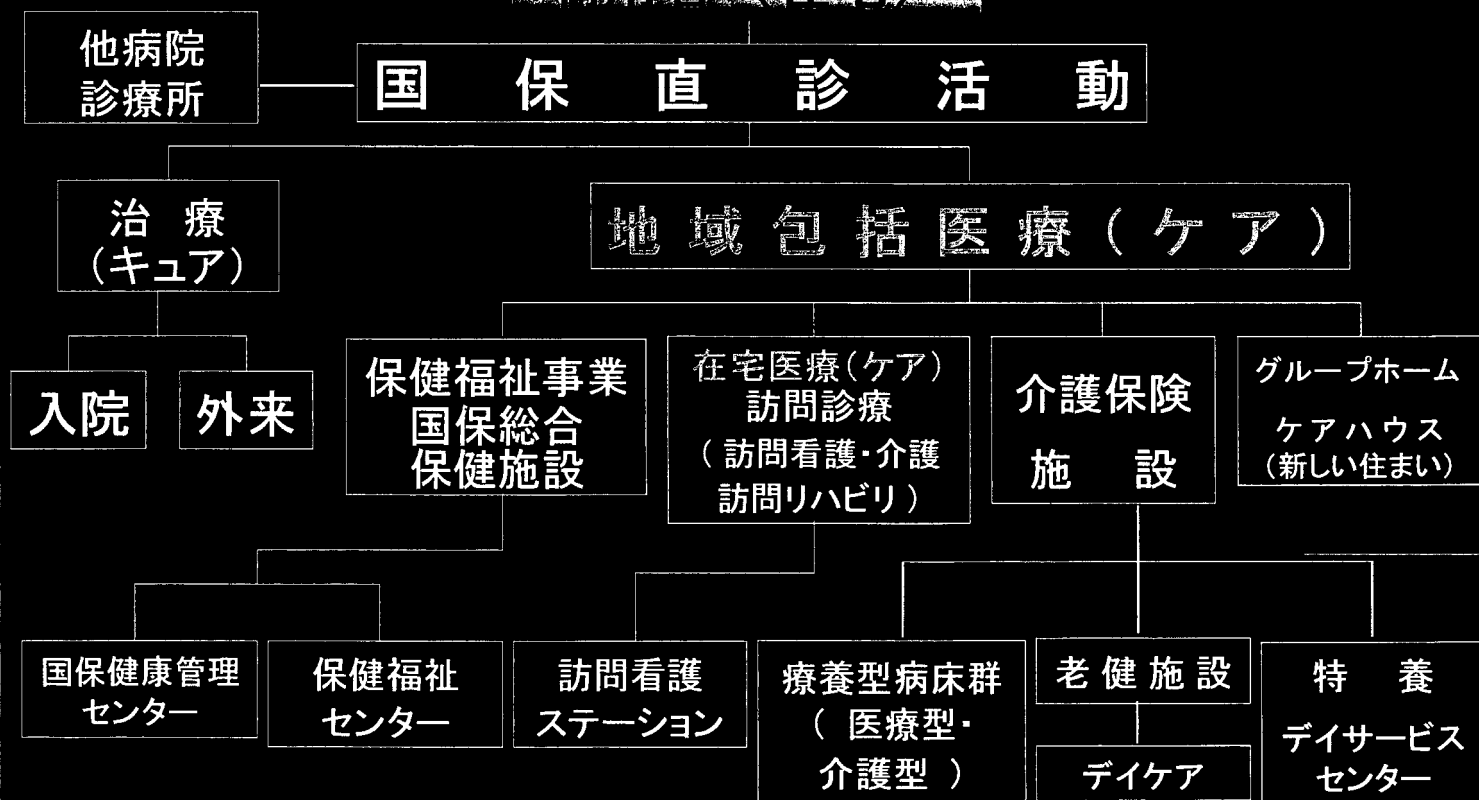 他病院
診療所
国保直診活動
治療
(キュア)
地域包括医療(ケア)
入院
外来
保健福祉事業
国保総合
保健施設
在宅医療(ケア)
訪問診療
(訪問看護・介護
訪問リハビリ)
介護保険
施設
グループホーム
ケアハウス
(新しい住まい)
国保健康管理
センター
保健福祉
センター
訪問看護
ステーション
療養型病床群
(医療型・
介護型)
老健施設
デイケア
特養
デイサービス
センター